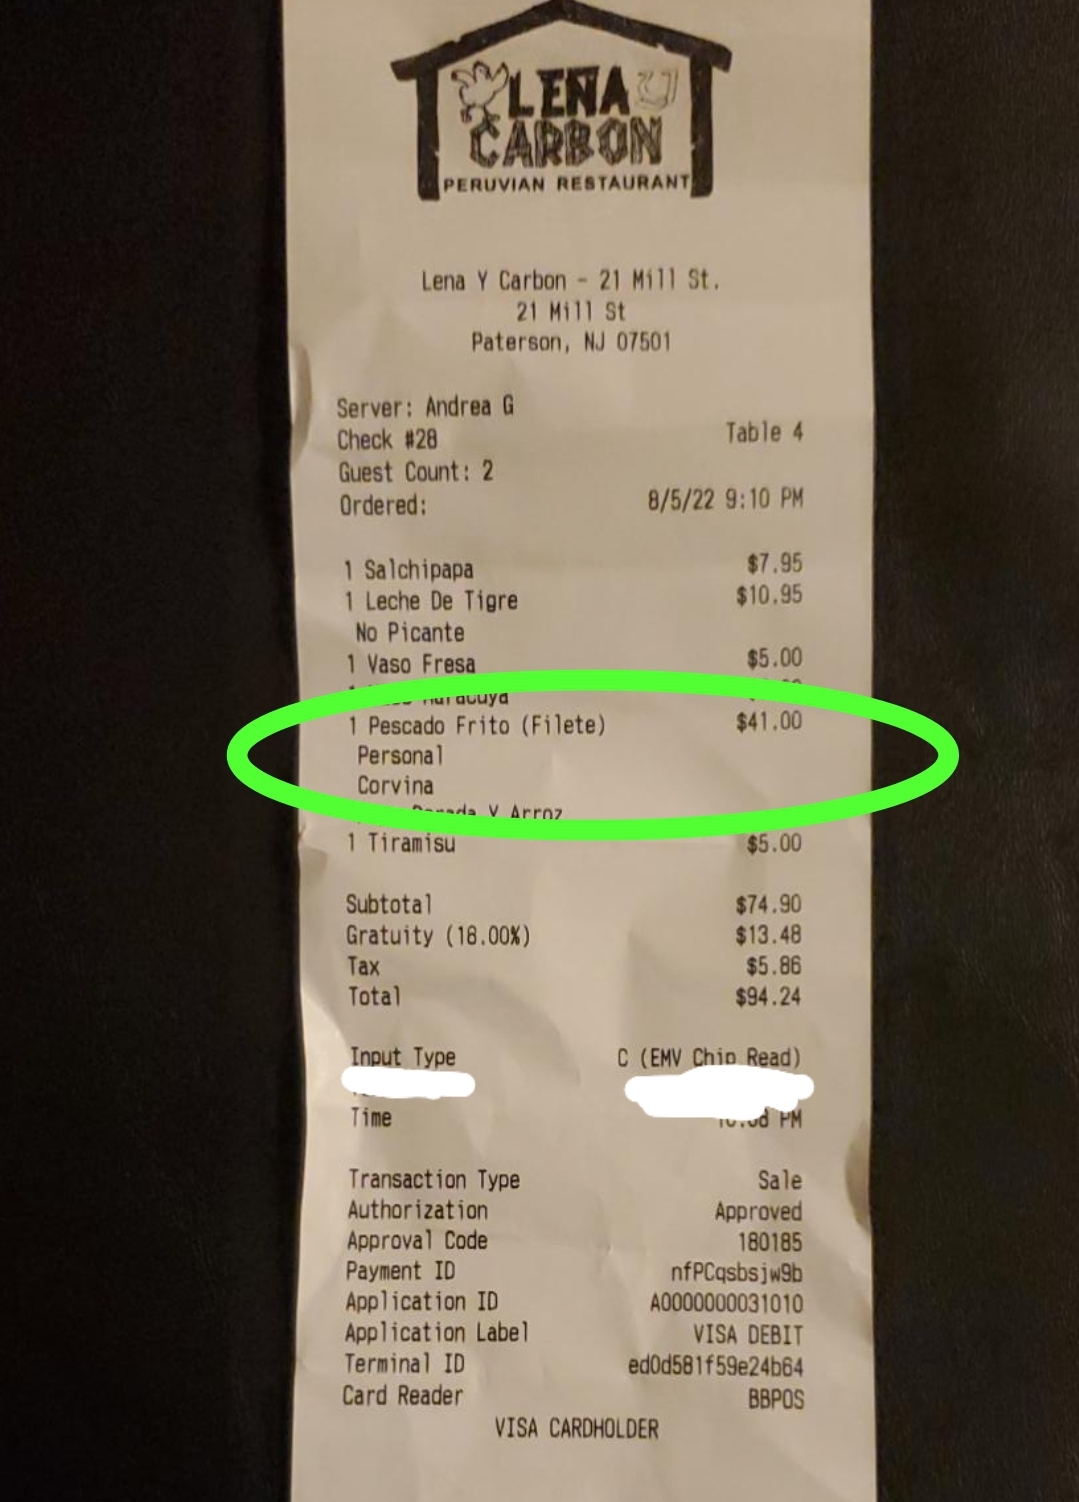 LEÑA Y
CARBON
PERUVIAN RESTAURANT
Lena Y Carbon - 21 Mill St.
21 Mill St
Paterson, NJ 07501
Server: Andrea G
Check #28 Table 4
Guest Count: 2
Ordered: 8/5/22 9:10 PM
1 Salchipapa $7.95
1 Leche De Tigre $10.95
No Picante
1 Vaso Fresa $5.00
1 Maracuya
1 Pescado Frito (Filete) $41.00
Personal
Corvina
Dorada Y Arroz
1 Tiramisu $5.00
Subtotal $74.90
Gratuity (18.00%) $13.48
Tax $5.86
Total $94.24
Input Type C (EMV Chip Read)
Time PM
Transaction Type Sale
Authorization Approved
Approval Code 180185
Payment ID nfPCqsbsjw9b
Application ID A0000000031010
Application Label VISA DEBIT
Terminal ID ed0d581f59e24b64
Card Reader BBPOS
VISA CARDHOLDER